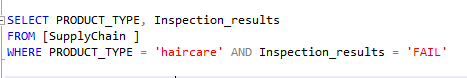 SELECT PRODUCT_TYPE, Inspection_results
FROM [SupplyChain ]
WHERE PRODUCT_TYPE = 'haircare' AND Inspection_results = 'FAIL'